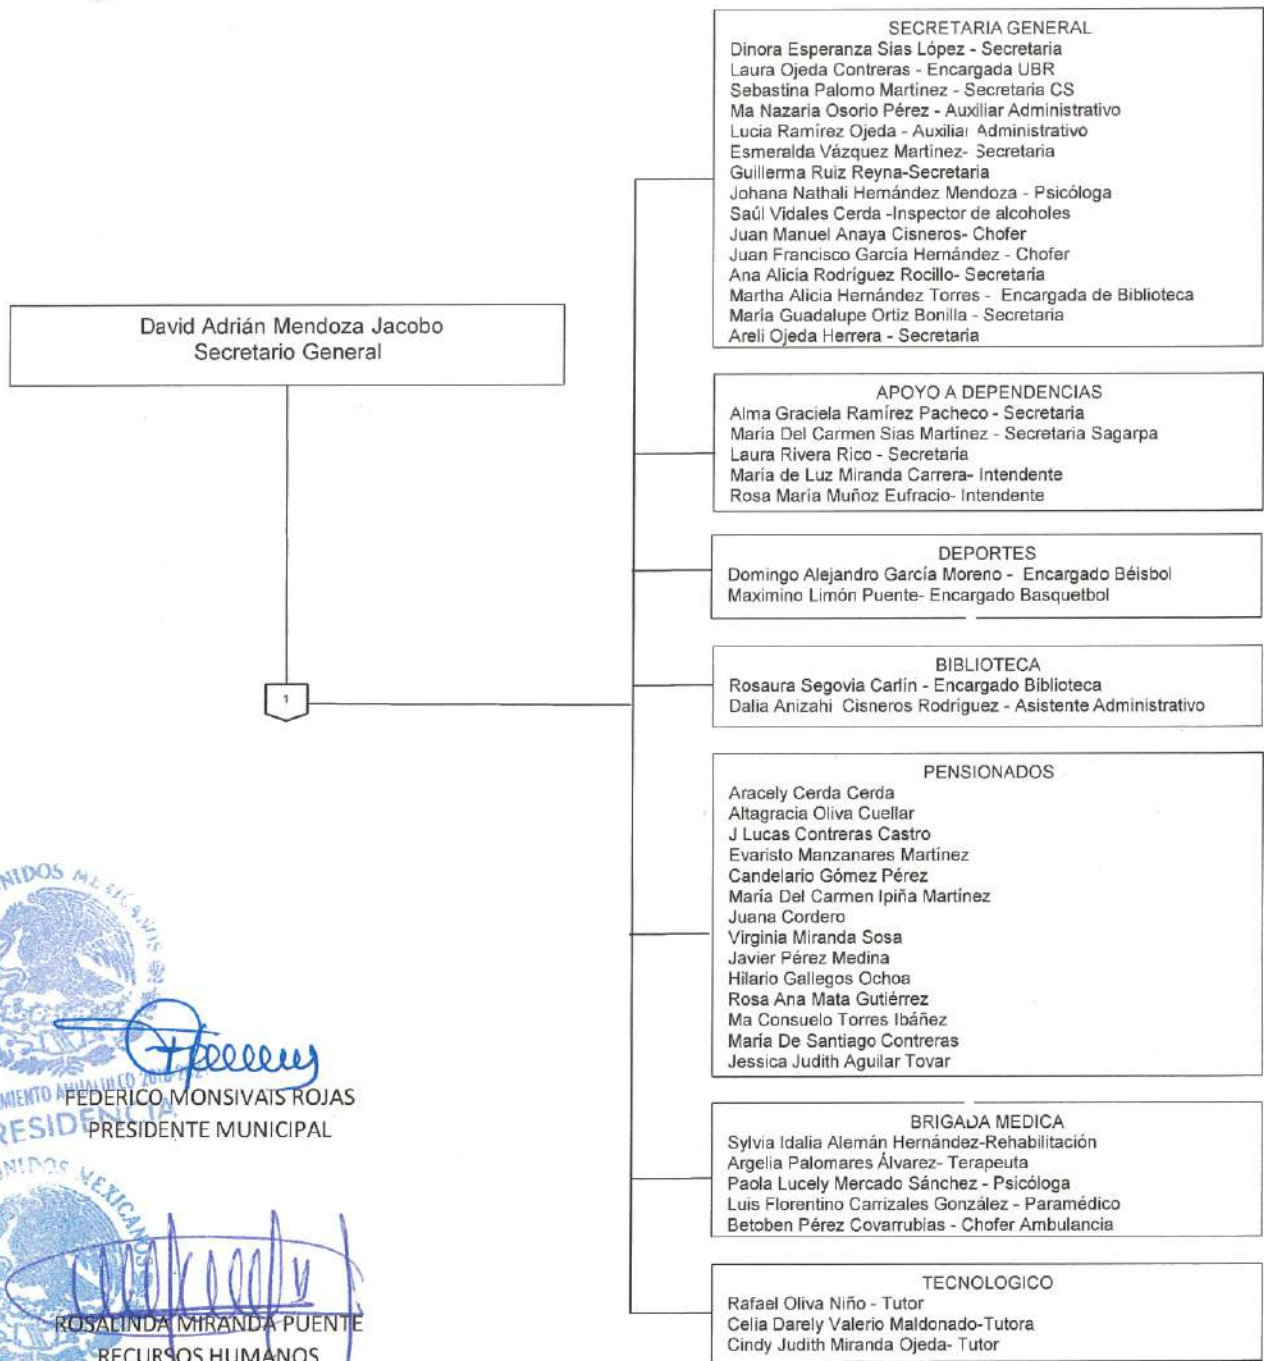 SECRETARIA GENERAL
Dinora Esperanza Sias López - Secretaria
Laura Ojeda Contreras - Encargada UBR
Sebastina Palomo Martinez - Secretaria CS
Ma Nazaria Osorio Pérez - Auxiliar Administrativo
Lucia Ramírez Ojeda - Auxiliar Administrativo
Esmeralda Vázquez Martinez- Secretaria
Guillerma Ruiz Reyna-Secretaria
Johana Nathali Hernández Mendoza - Psicóloga
Saúl Vidales Cerda -Inspector de alcoholes
Juan Manuel Anaya Cisneros- Chofer
Juan Francisco García Hernández - Chofer
Ana Alicia Rodríguez Rocillo- Secretaria
Martha Alicia Hernández Torres - Encargada de Biblioteca
María Guadalupe Ortiz Bonilla - Secretaria
Areli Ojeda Herrera - Secretaria
David Adrián Mendoza Jacobo
Secretario General
APOYO A DEPENDENCIAS
Alma Graciela Ramírez Pacheco - Secretaria
María Del Carmen Sias Martínez - Secretaria Sagarpa
Laura Rivera Rico - Secretaria
María de Luz Miranda Carrera- Intendente
Rosa María Muñoz Eufracio- Intendente
DEPORTES
Domingo Alejandro García Moreno - Encargado Béisbol
Maximino Limón Puente- Encargado Basquetbol
BIBLIOTECA
Rosaura Segovia Carlín - Encargado Biblioteca
Dalia Anizahi Cisneros Rodríguez - Asistente Administrativo
1
PENSIONADOS
Aracely Cerda Cerda
Altagracia Oliva Cuellar
J Lucas Contreras Castro
Evaristo Manzanares Martínez
Candelario Gómez Pérez
María Del Carmen Ipiña Martínez
Juana Cordero
Virginia Miranda Sosa
Javier Pérez Medina
Hilario Gallegos Ochoa
Rosa Ana Mata Gutiérrez
Ma Consuelo Torres Ibáñez
María De Santiago Contreras
Jessica Judith Aguilar Tovar
FEDERICO MONSIVAIS ROJAS
PRESIDENTE MUNICIPAL
BRIGADA MEDICA
Sylvia Idalia Alemán Hernández-Rehabilitación
Argelia Palomares Álvarez- Terapeuta
Paola Lucely Mercado Sánchez - Psicóloga
Luis Florentino Carrizales González - Paramédico
Betoben Pérez Covarrubias - Chofer Ambulancia
TECNOLOGICO
Rafael Oliva Niño - Tutor
Celia Darely Valerio Maldonado-Tutora
Cindy Judith Miranda Ojeda- Tutor
ROSALINDA MIRANDA PUENTE
RECURSOS HUMANOS